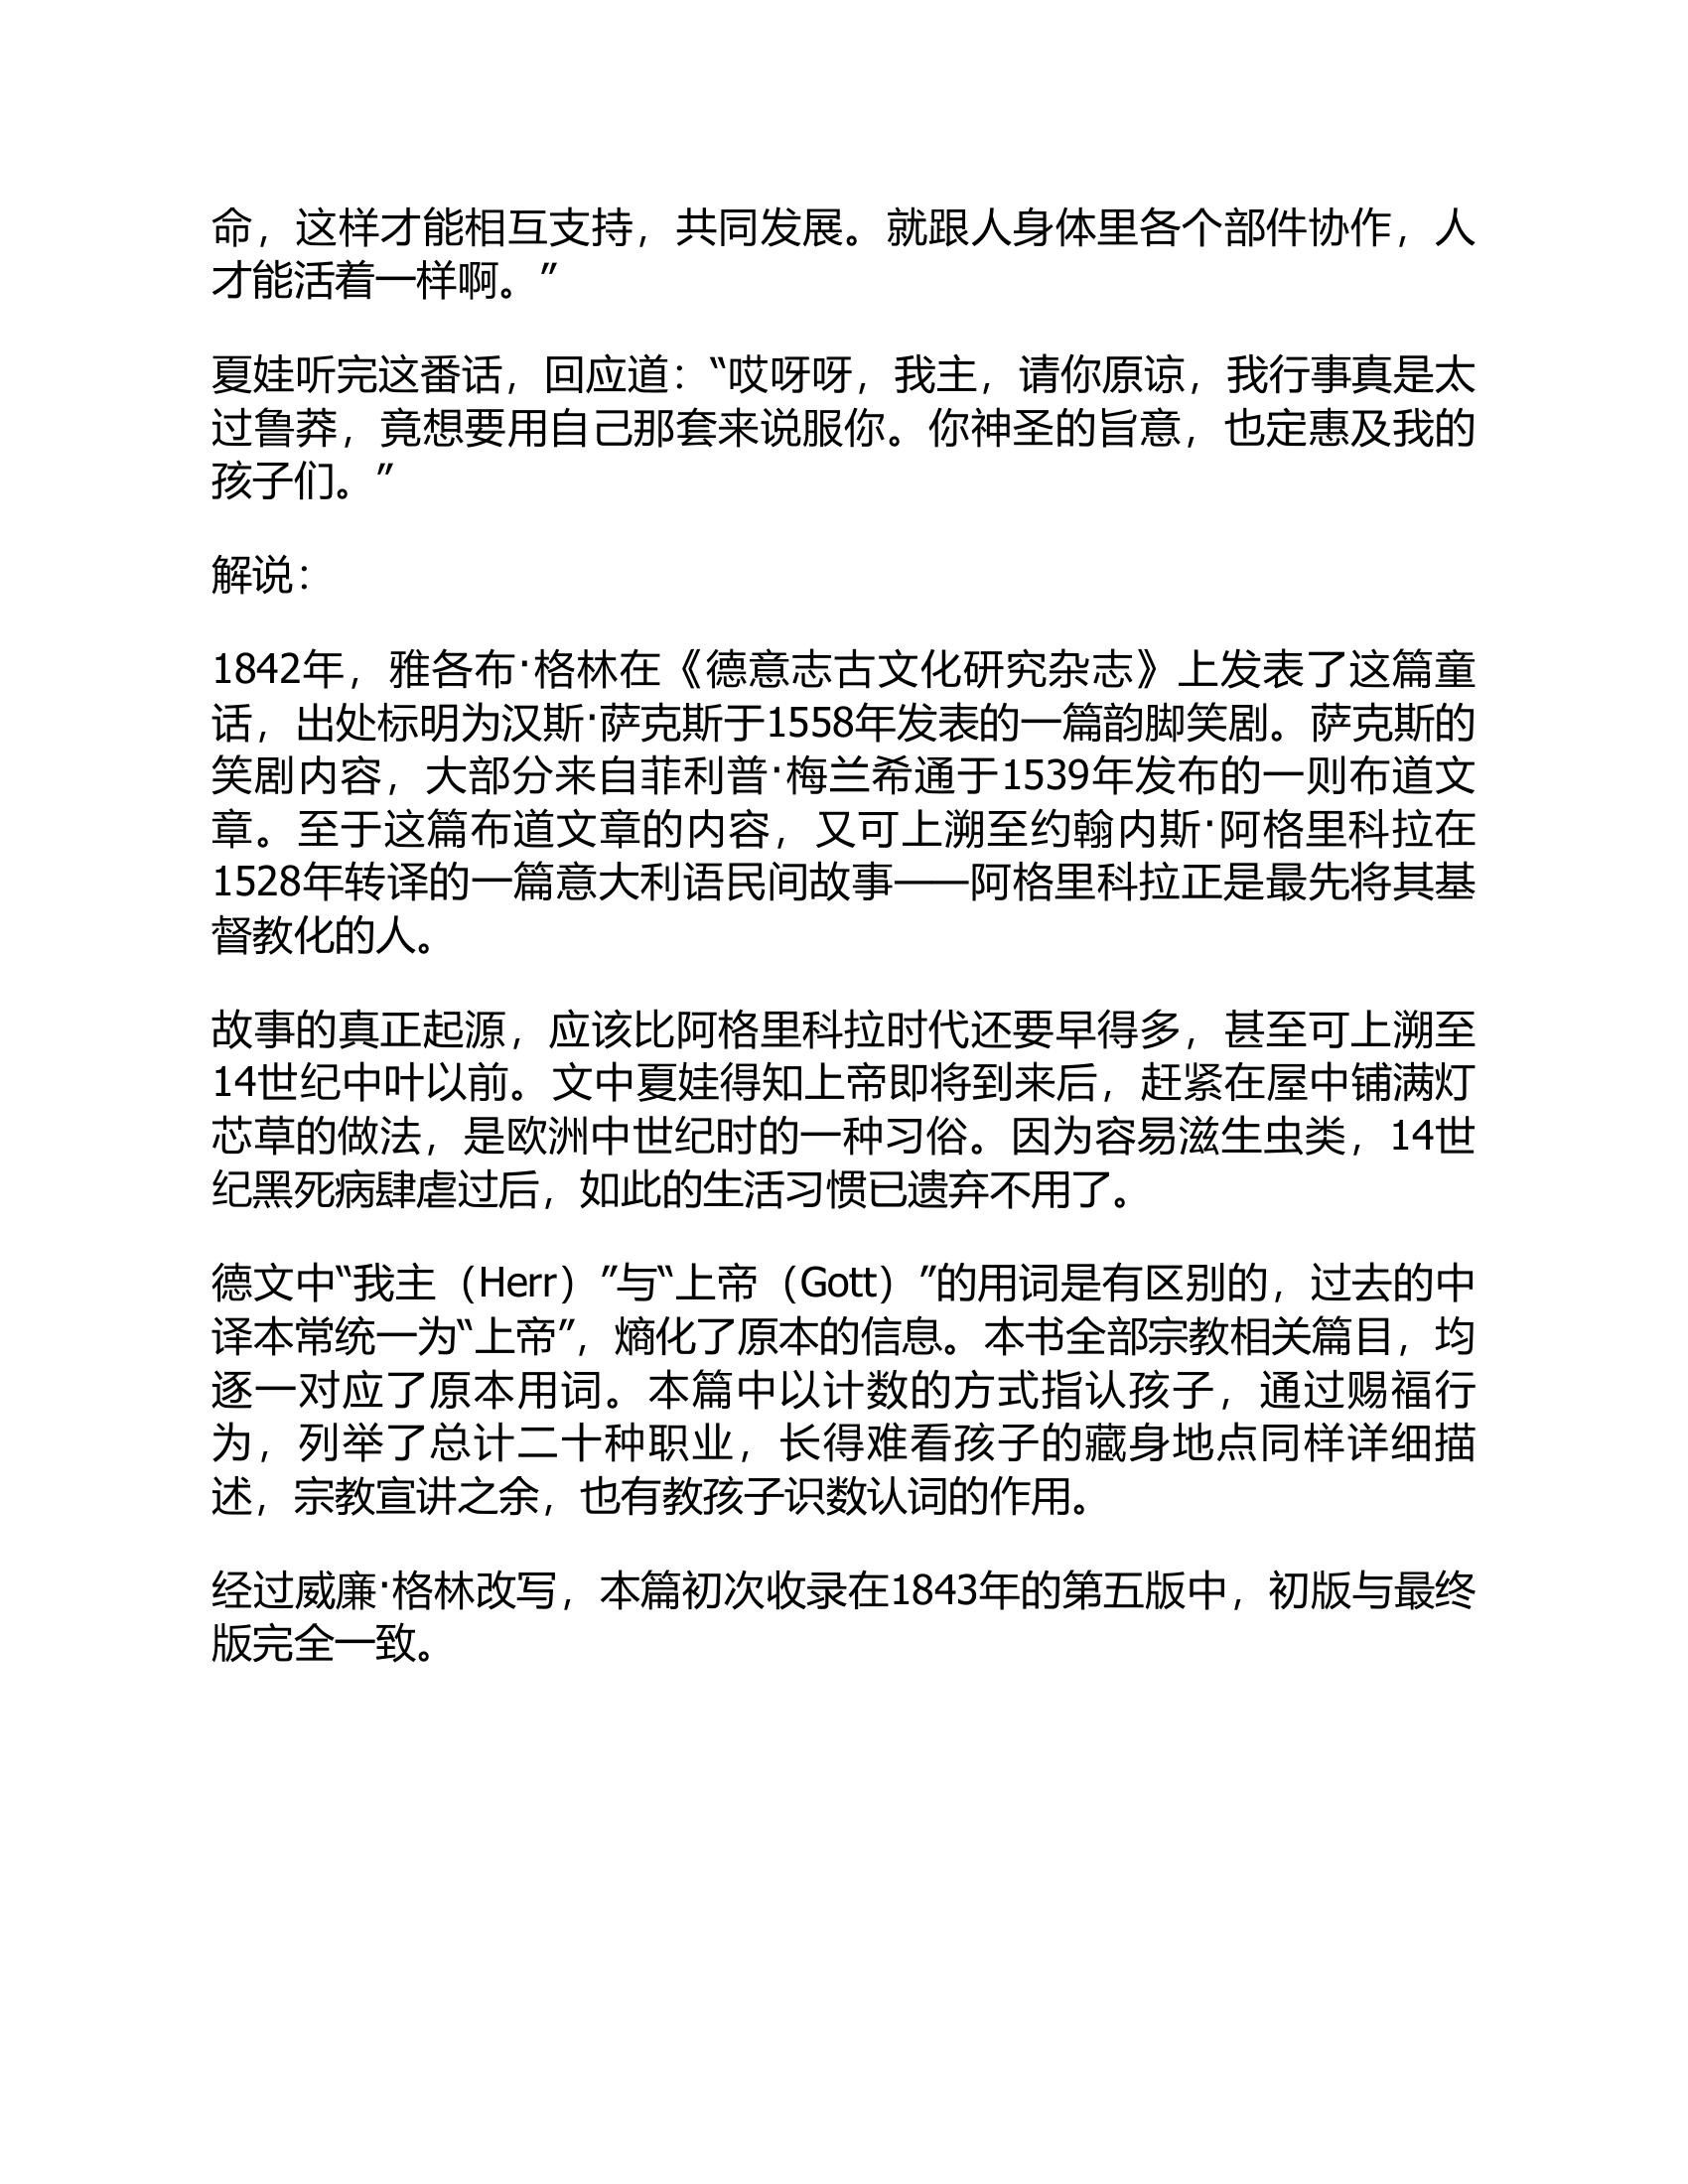 命，这样才能相互支持，共同发展。就跟人身体里各个部件协作，人
才能活着一样啊。”
夏娃听完这番话，回应道：“哎呀呀，我主，请你原谅，我行事真是太
过鲁莽，竟想要用自己那套来说服你。你神圣的旨意，也定惠及我的
孩子们。”
解说：
1842年，雅各布·格林在《德意志古文化研究杂志》上发表了这篇童
话，出处标明为汉斯·萨克斯于1558年发表的一篇韵脚笑剧。萨克斯的
笑剧内容，大部分来自菲利普·梅兰希通于1539年发布的一则布道文
章。至于这篇布道文章的内容，又可上溯至约翰内斯·阿格里科拉在
1528年转译的一篇意大利语民间故事——阿格里科拉正是最先将其基
督教化的人。
故事的真正起源，应该比阿格里科拉时代还要早得多，甚至可上溯至
14世纪中叶以前。文中夏娃得知上帝即将到来后，赶紧在屋中铺满灯
芯草的做法，是欧洲中世纪时的一种习俗。因为容易滋生虫类，14世
纪黑死病肆虐过后，如此的生活习惯已遗弃不用了。
德文中“我主（Herr）”与“上帝（Gott）”的用词是有区别的，过去的中
译本常统一为“上帝”，熵化了原本的信息。本书全部宗教相关篇目，均
逐一对应了原本用词。本篇中以计数的方式指认孩子，通过赐福行
为，列举了总计二十种职业，长得难看孩子的藏身地点同样详细描
述，宗教宣讲之余，也有教孩子识数认词的作用。
经过威廉·格林改写，本篇初次收录在1843年的第五版中，初版与最终
版完全一致。